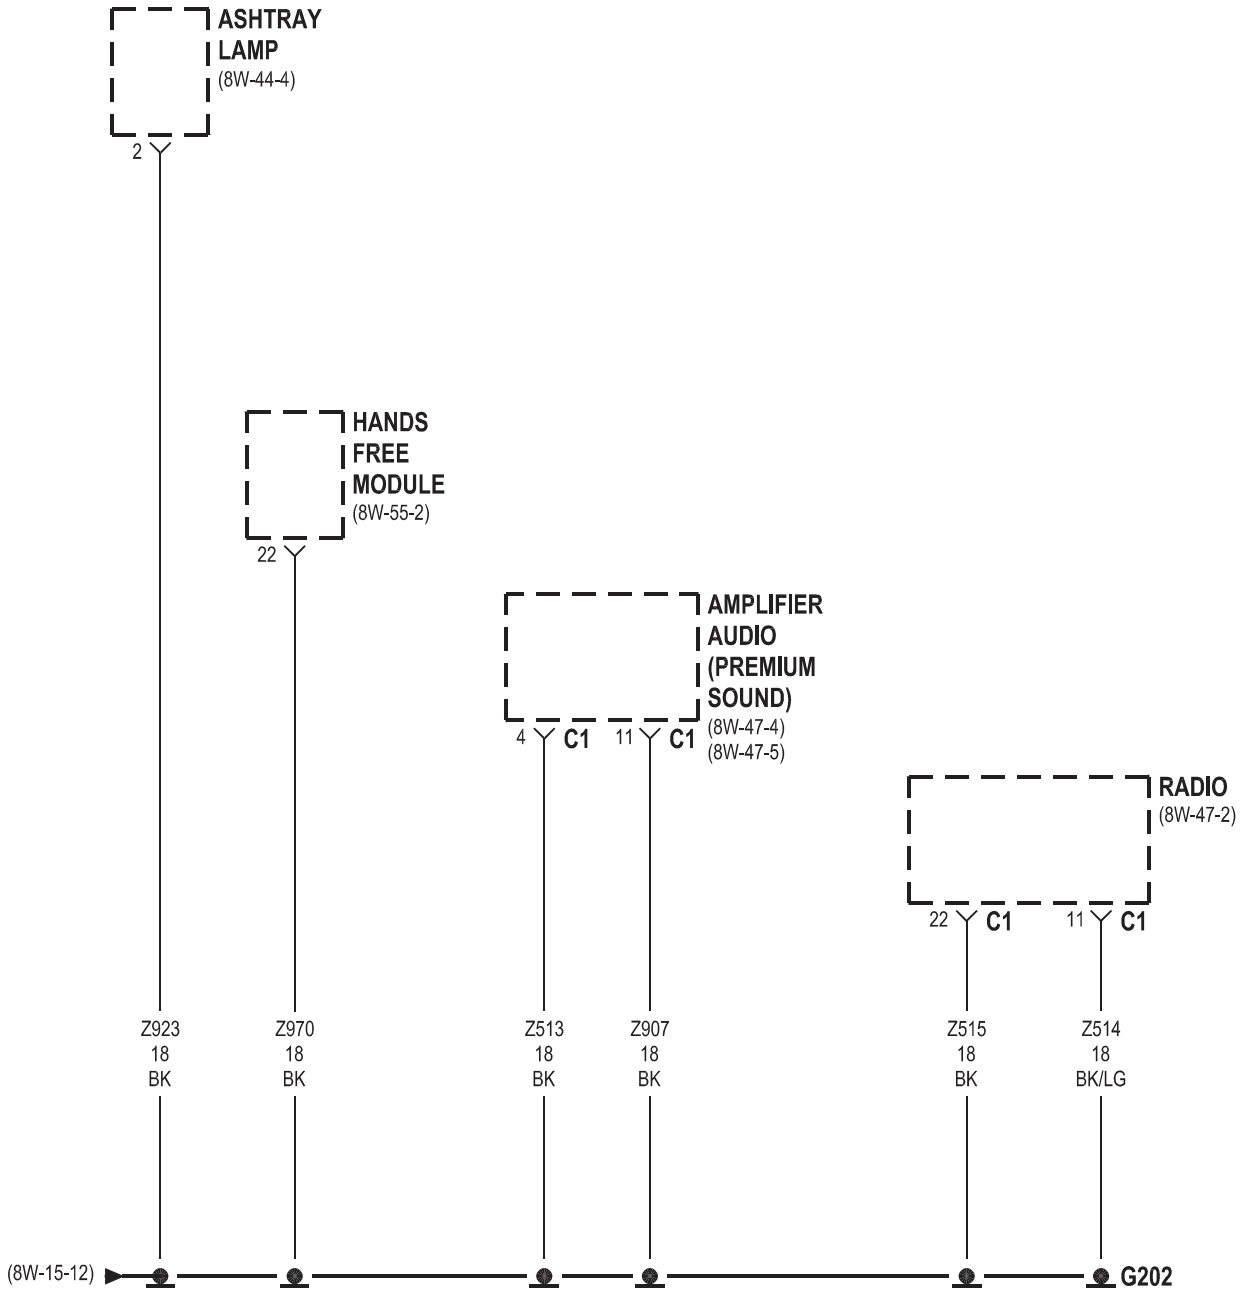 ASHTRAY
LAMP
(8W-44-4)
2
HANDS
FREE
MODULE
(8W-55-2)
22
AMPLIFIER
AUDIO
(PREMIUM
SOUND)
(8W-47-4)
(8W-47-5)
4 C1 11 C1
RADIO
(8W-47-2)
22 C1 11 C1
Z923 Z970 Z513 Z907 Z515 Z514
18 18 18 18 18 18
BK BK BK BK BK BK/LG
(8W-15-12) G202